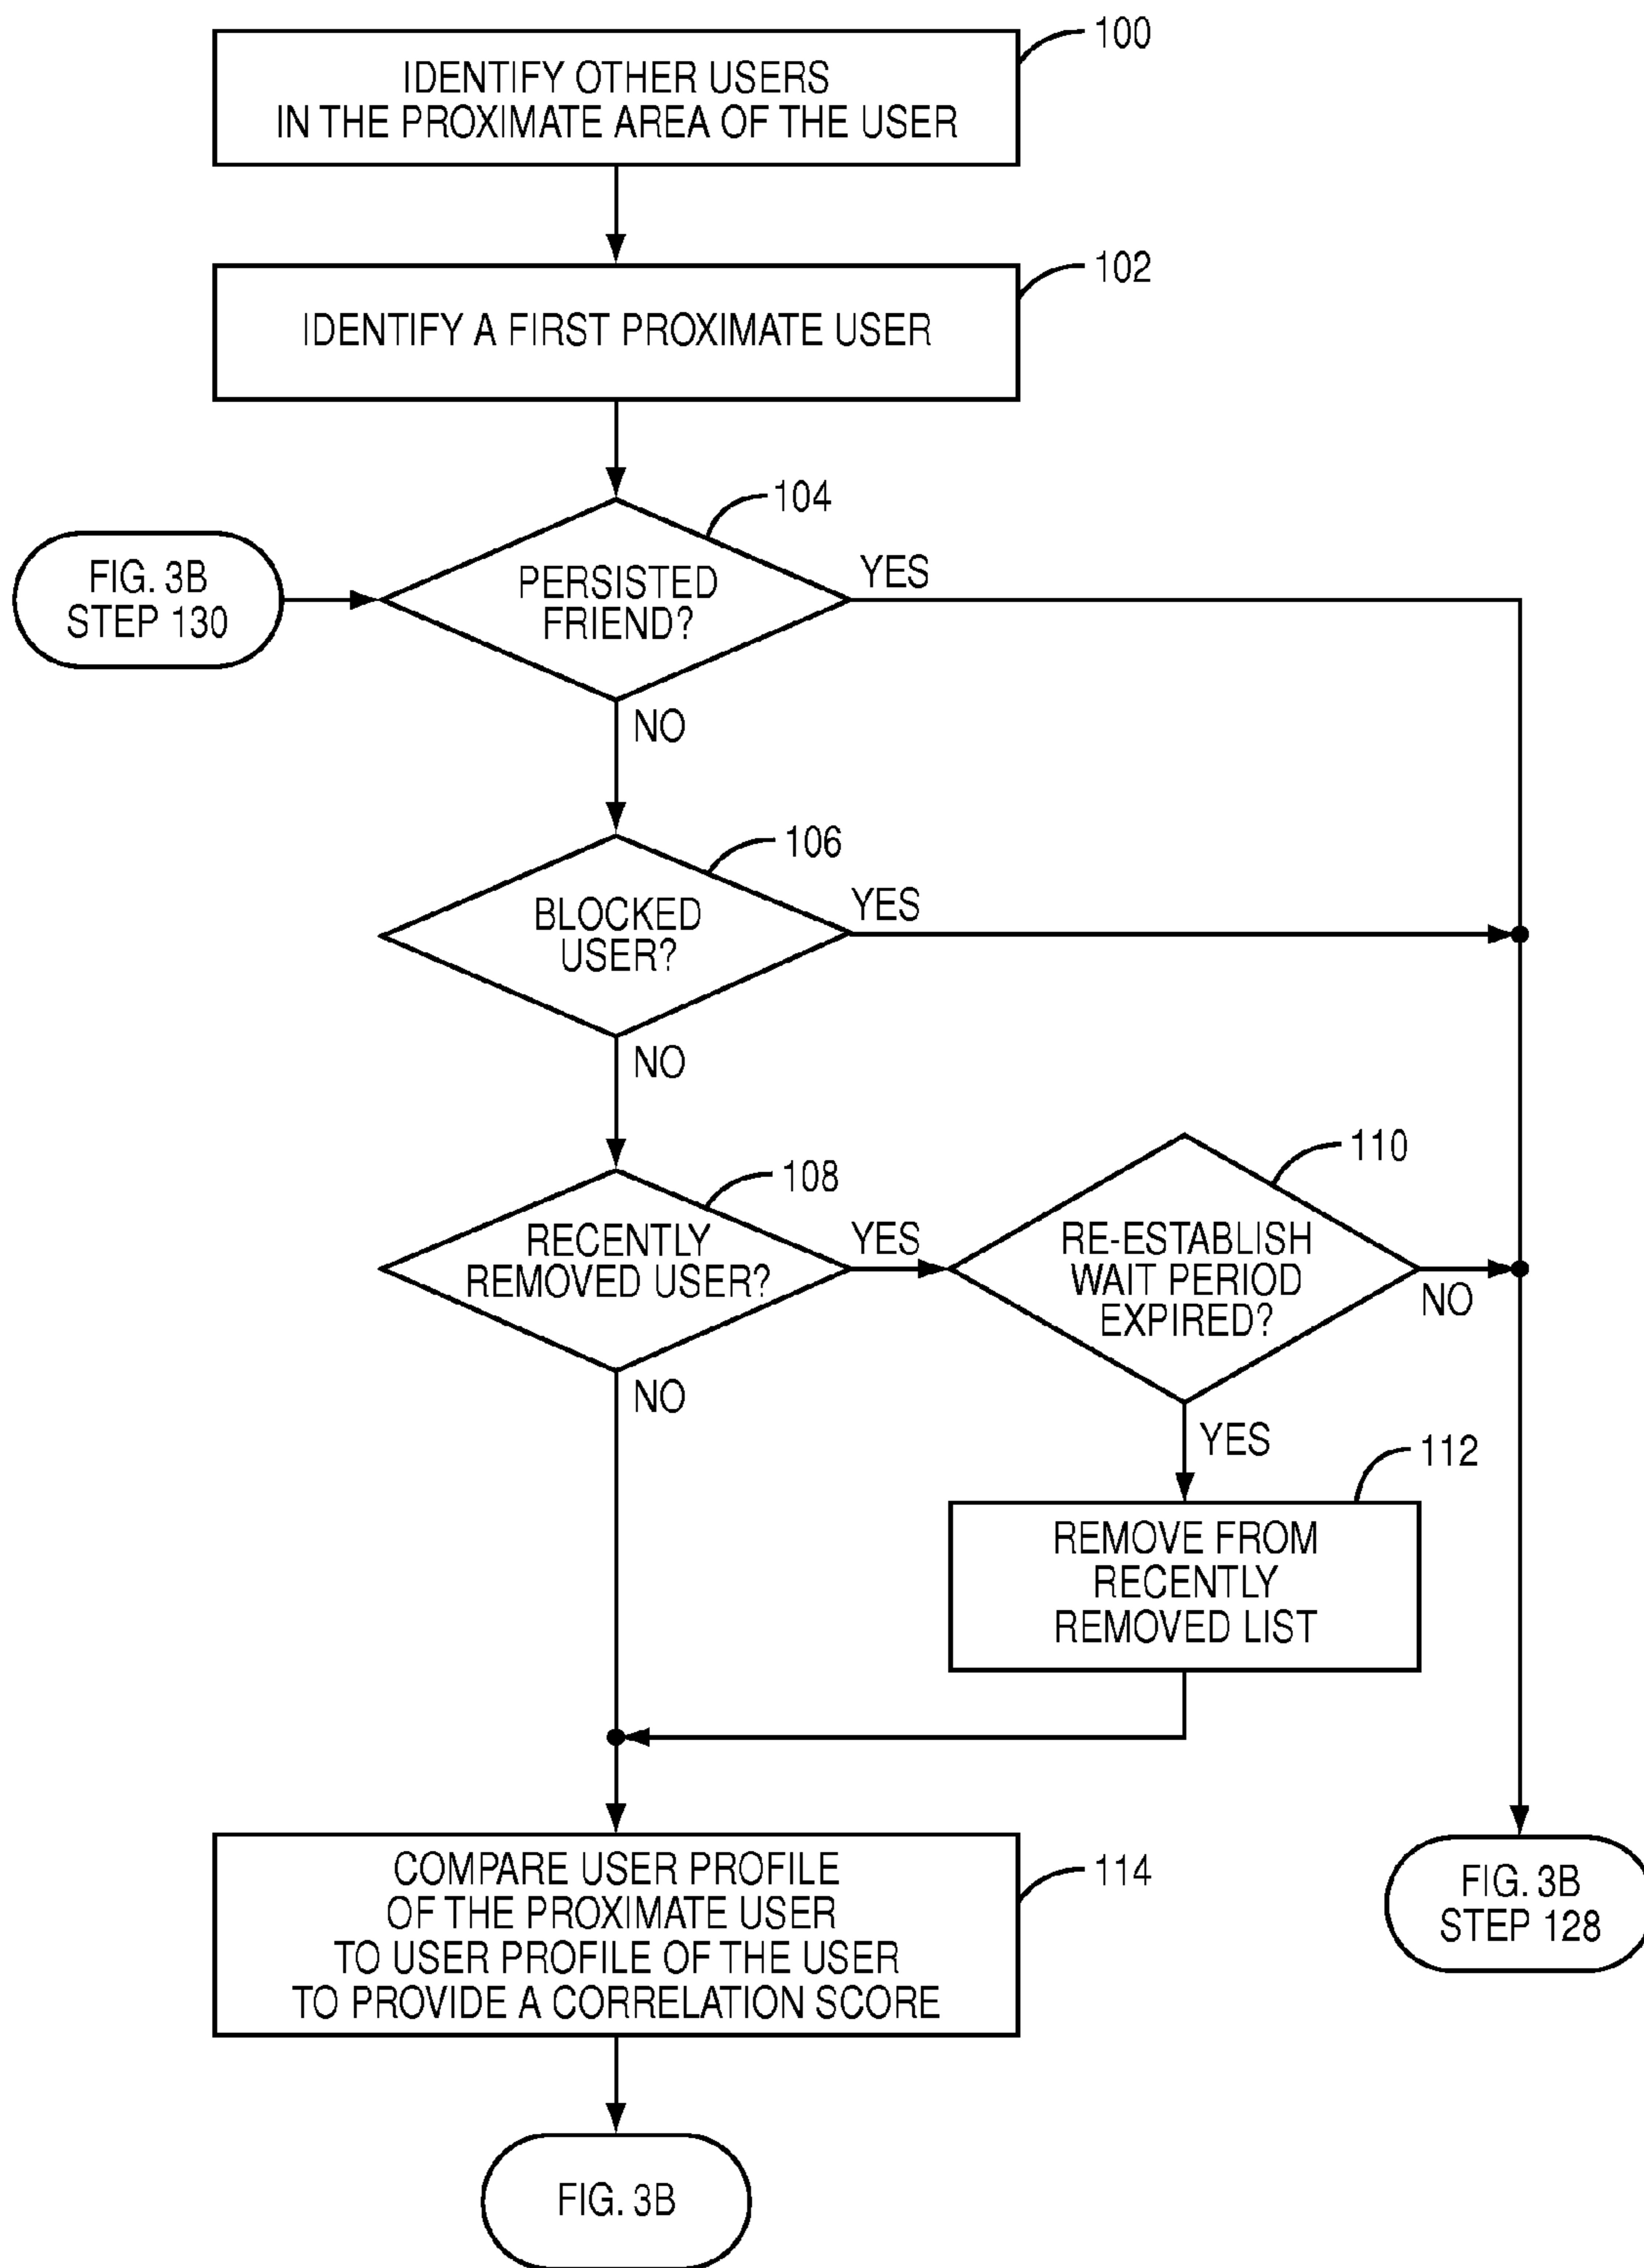 100
IDENTIFY OTHER USERS
IN THE PROXIMATE AREA OF THE USER
102
IDENTIFY A FIRST PROXIMATE USER
104
FIG. 3B
STEP 130
PERSISTED
FRIEND?
YES
NO
106
BLOCKED
USER?
YES
NO
108
RECENTLY
REMOVED USER?
YES
110
RE-ESTABLISH
WAIT PERIOD
EXPIRED?
NO
NO
YES
112
REMOVE FROM
RECENTLY
REMOVED LIST
114
COMPARE USER PROFILE
OF THE PROXIMATE USER
TO USER PROFILE OF THE USER
TO PROVIDE A CORRELATION SCORE
FIG. 3B
STEP 128
FIG. 3B